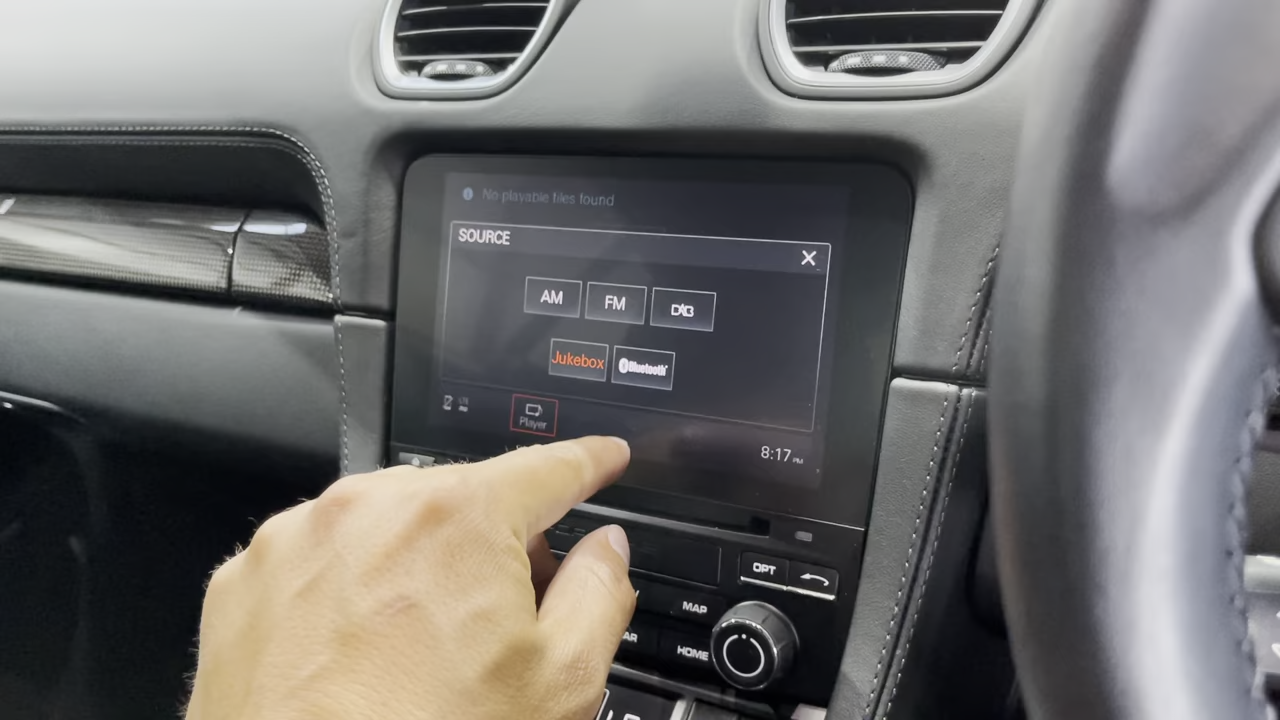 No playable files found
SOURCE
AM
FM
DAB
Jukebox
Bluetooth
Player
8:17 PM
OPT
MAP
HOME